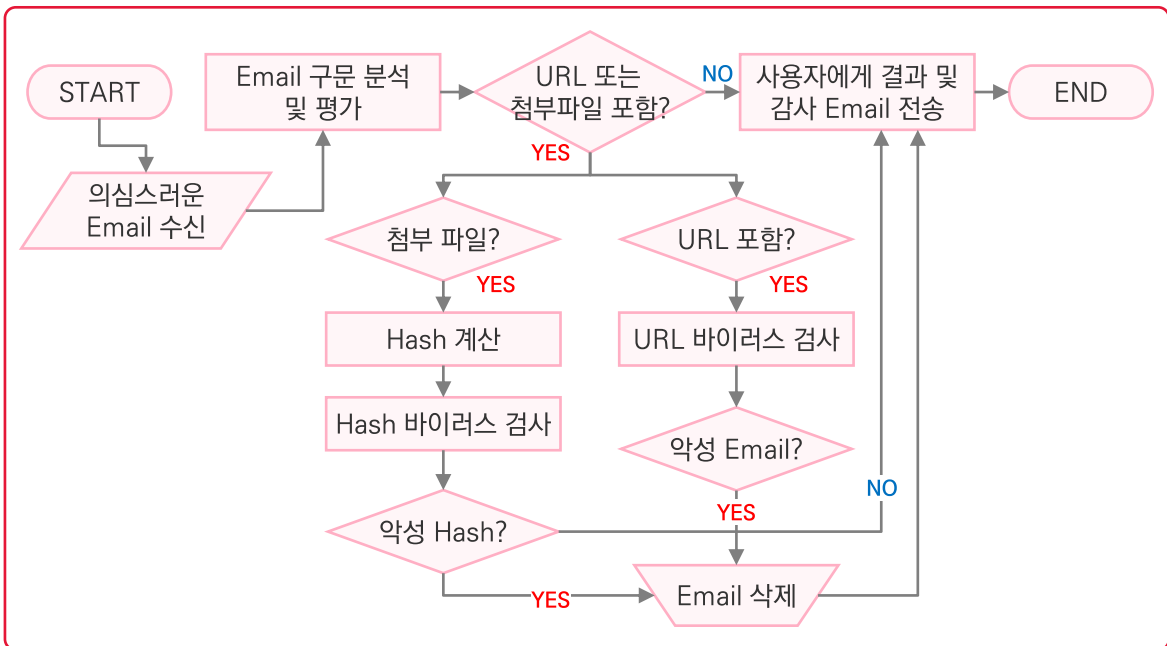 START
의심스러운
Email 수신
Email 구문 분석
및 평가
URL 또는
첨부파일 포함?
NO
사용자에게 결과 및
감사 Email 전송
END
YES
첨부 파일?
YES
Hash 계산
Hash 바이러스 검사
악성 Hash?
URL 포함?
YES
URL 바이러스 검사
악성 Email?
YES
NO
YES
Email 삭제